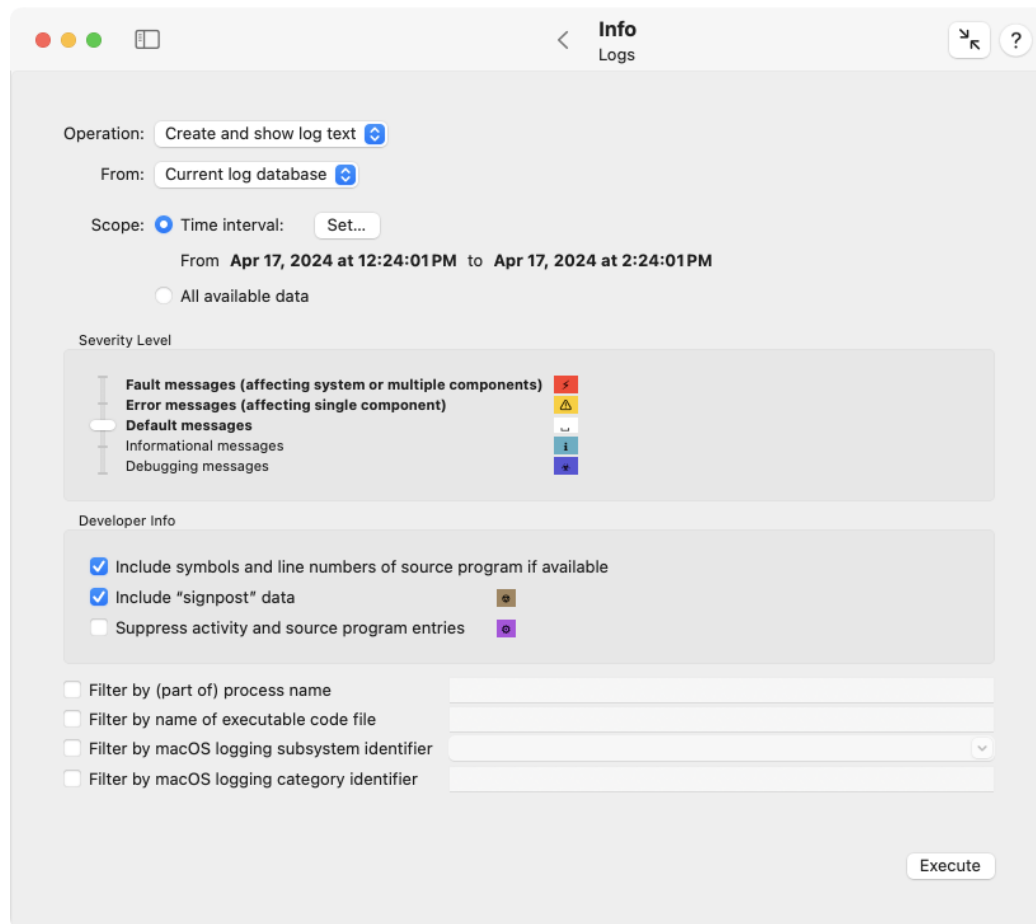 Info
Logs
?
Operation: Create and show log text
From: Current log database
Scope: Time interval: Set...
From Apr 17, 2024 at 12:24:01 PM to Apr 17, 2024 at 2:24:01 PM
All available data
Severity Level
Fault messages (affecting system or multiple components)
Error messages (affecting single component)
Default messages
Informational messages
Debugging messages
Developer Info
Include symbols and line numbers of source program if available
Include “signpost” data
Suppress activity and source program entries
Filter by (part of) process name
Filter by name of executable code file
Filter by macOS logging subsystem identifier
Filter by macOS logging category identifier
Execute